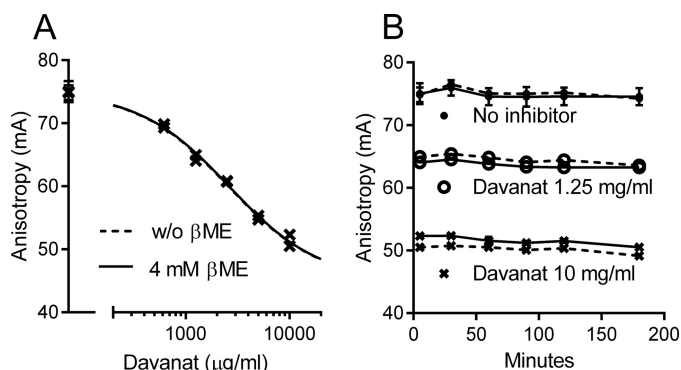 A
Anisotropy (mA)
80
70
60
50
40
w/o βME
4 mM βME
1000
10000
Davanat (μg/ml)
B
Anisotropy (mA)
80
70
60
50
40
No inhibitor
Davanat 1.25 mg/ml
Davanat 10 mg/ml
0
50
100
150
200
Minutes